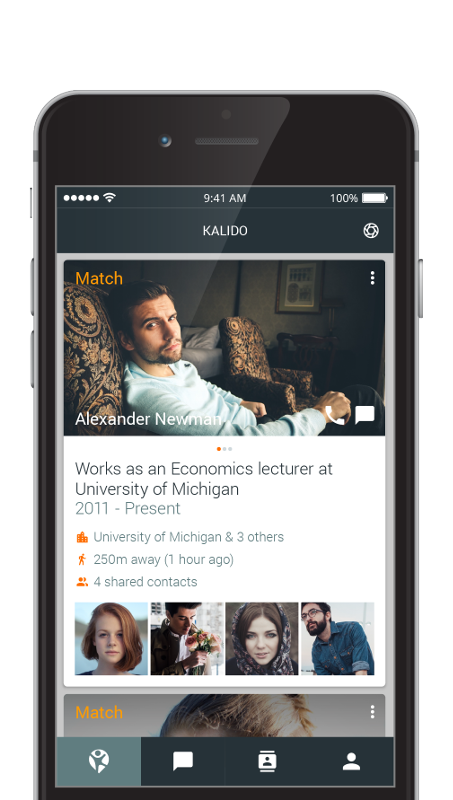 9:41 AM 100%
KALIDO
Match
Alexander Newman
Works as an Economics lecturer at
University of Michigan
2011 - Present
University of Michigan & 3 others
250m away (1 hour ago)
4 shared contacts
Match